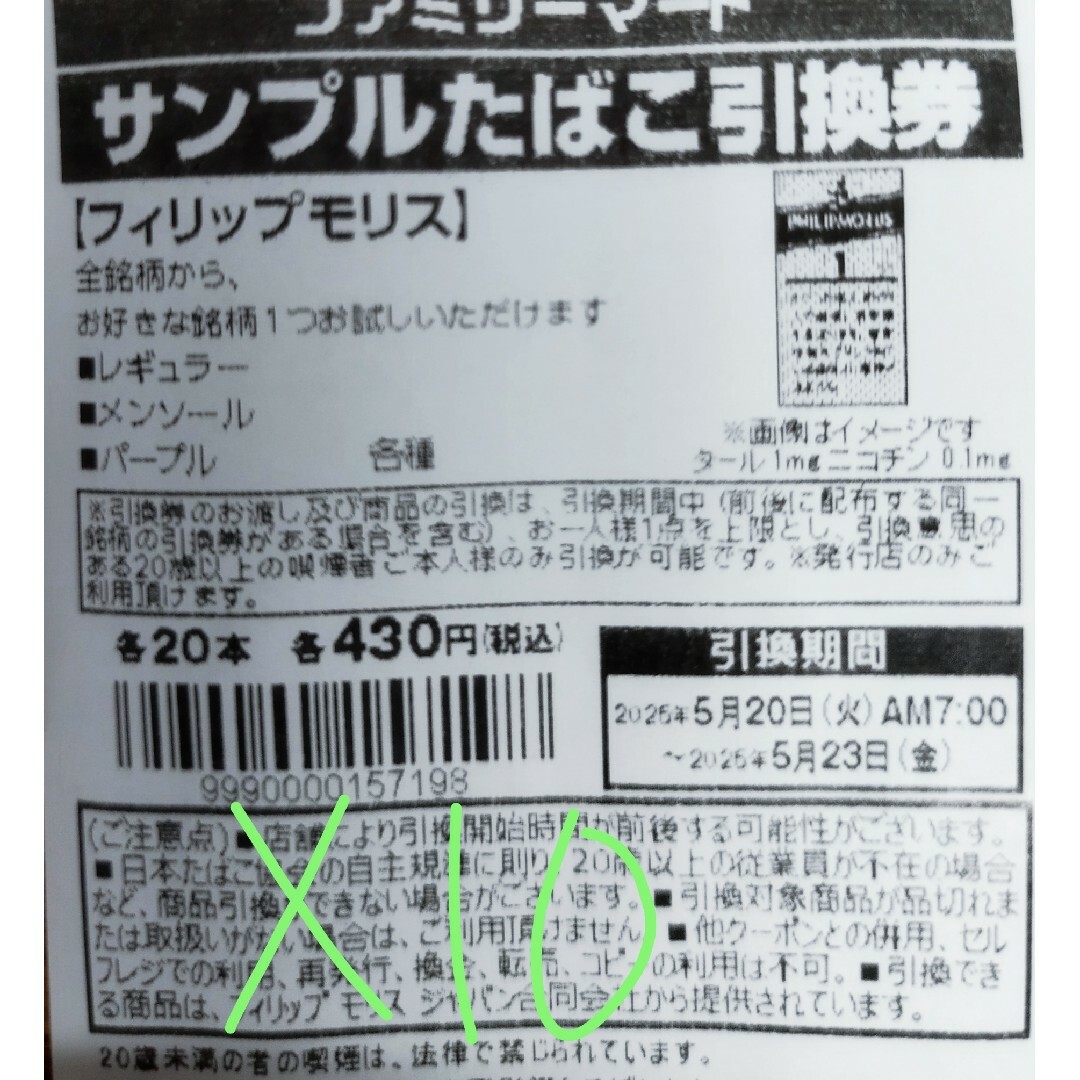 ファミリーマート
サンプルたばこ引換券
【フィリップモリス】
全銘柄から、
お好きな銘柄1つお試しいただけます
■レギュラー
■メンソール
■パープル 各種
PHILIP MORRIS
1
※画像はイメージです
タール1mgニコチン0.1mg
※引換券のお渡し及び商品の引換は、引換期間中(前後に配布する同一
銘柄の引換券がある場合を含む)、お一人様1点を上限とし、引換意思の
ある20歳以上の喫煙者ご本人様のみ引換が可能です。※発行店のみご
利用頂けます。
各20本 各430円(税込)
引換期間
2025年5月20日(火)AM7:00
～2025年5月23日(金)
9990000157198
X10
(ご注意点)■店舗により引換開始時間が前後する可能性がございます。
■日本たばこ協会の自主規準に則り、20歳以上の従業員が不在の場合
など、商品引換ができない場合がございます。■引換対象商品が品切れま
たは取扱いがない場合は、ご利用頂けません。■他クーポンとの併用、セル
フレジでの利用、再発行、換金、転売、コピーの利用は不可。■引換でき
る商品は、フィリップ モリス ジャパン合同会社から提供されています。
20歳未満の者の喫煙は、法律で禁じられています。